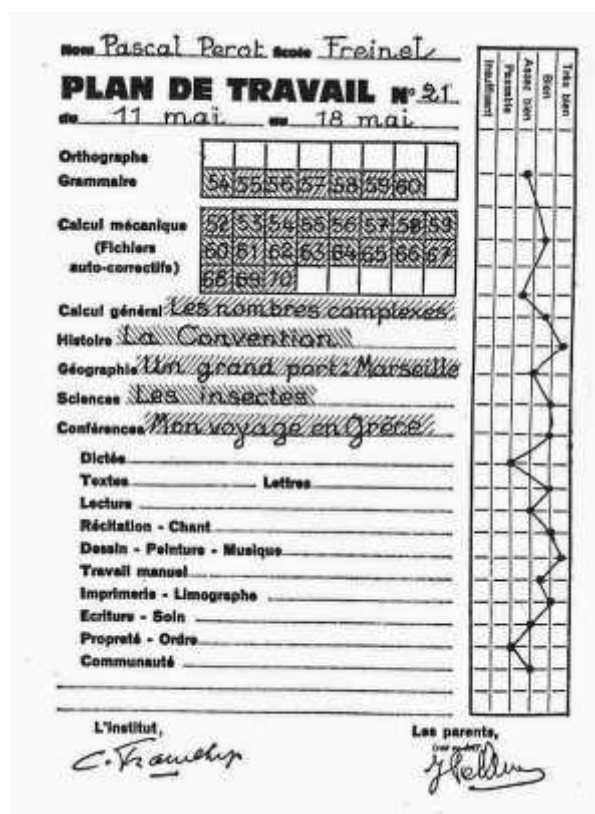 Nom Pascal Perot Ecole Freinet
PLAN DE TRAVAIL N° 21
du 11 mai au 18 mai
Insuffisant
Passable
Assez bien
Bien
Très bien
Orthographe
Grammaire 54 55 56 57 58 59 60
Calcul mécanique 52 53 54 55 56 57 58 59
(Fichiers 60 61 62 63 64 65 66 67
auto-correctifs) 68 69 70
Calcul général Les nombres complexes
Histoire La Convention
Géographie Un grand port : Marseille
Sciences Les insectes
Conférences Mon voyage en Grèce
Dictée
Textes Lettres
Lecture
Récitation - Chant
Dessin - Peinture - Musique
Travail manuel
Imprimerie - Limographe
Ecriture - Soin
Propreté - Ordre
Communauté
L'institut, Les parents,